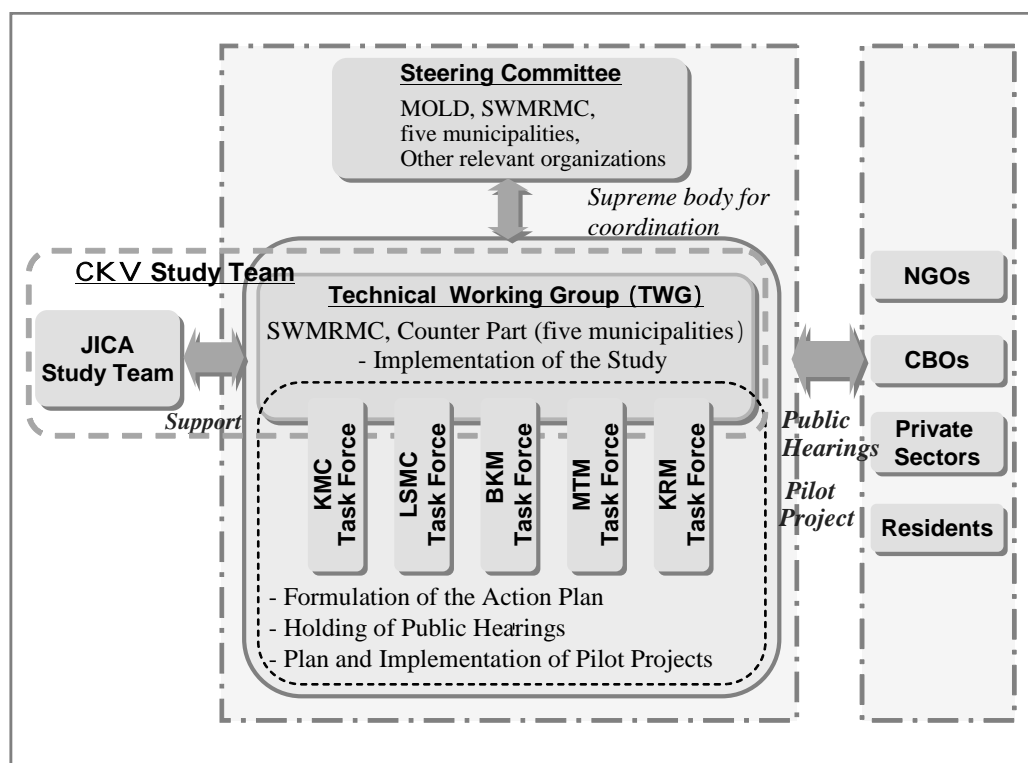 Steering Committee
MOLD, SWMRMC,
five municipalities,
Other relevant organizations
Supreme body for
coordination
CKV Study Team
Technical Working Group (TWG)
SWMRMC, Counter Part (five municipalities)
- Implementation of the Study
JICA
Study Team
Support
KMC
Task Force
LSMC
Task Force
BKM
Task Force
MTM
Task Force
KRM
Task Force
- Formulation of the Action Plan
- Holding of Public Hearings
- Plan and Implementation of Pilot Projects
Public
Hearings
Pilot
Project
NGOs
CBOs
Private
Sectors
Residents